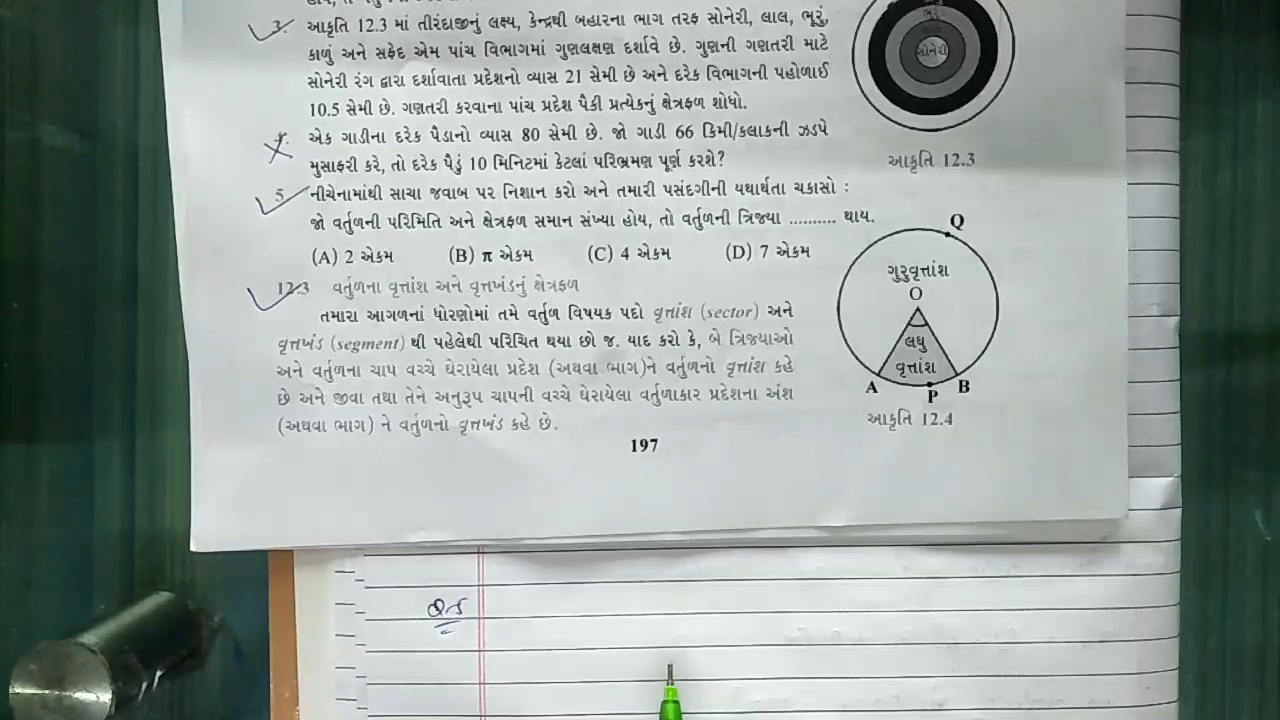 3. આકૃતિ 12.3 માં તીરંદાજીનું લક્ષ્ય, કેન્દ્રથી બહારના ભાગ તરફ સોનેરી, લાલ, ભૂરું,
કાળું અને સફેદ એમ પાંચ વિભાગમાં ગુણલક્ષણ દર્શાવે છે. ગુણની ગણતરી માટે
સોનેરી રંગ દ્વારા દર્શાવાતા પ્રદેશનો વ્યાસ 21 સેમી છે અને દરેક વિભાગની પહોળાઈ
10.5 સેમી છે. ગણતરી કરવાના પાંચ પ્રદેશ પૈકી પ્રત્યેકનું ક્ષેત્રફળ શોધો.
સોનેરી
આકૃતિ 12.3
4. એક ગાડીના દરેક પૈડાનો વ્યાસ 80 સેમી છે. જો ગાડી 66 કિમી/કલાકની ઝડપે
મુસાફરી કરે, તો દરેક પૈડું 10 મિનિટમાં કેટલાં પરિભ્રમણ પૂર્ણ કરશે?
5. નીચેનામાંથી સાચા જવાબ પર નિશાન કરો અને તમારી પસંદગીની યથાર્થતા ચકાસો :
જો વર્તુળની પરિમિતિ અને ક્ષેત્રફળ સમાન સંખ્યા હોય, તો વર્તુળની ત્રિજ્યા .......... થાય.
(A) 2 એકમ (B) π એકમ (C) 4 એકમ (D) 7 એકમ
12.3 વર્તુળના વૃત્તાંશ અને વૃત્તખંડનું ક્ષેત્રફળ
તમારા આગળનાં ધોરણોમાં તમે વર્તુળ વિષયક પદો વૃત્તાંશ (sector) અને
વૃત્તખંડ (segment) થી પહેલેથી પરિચિત થયા છો જ. યાદ કરો કે, બે ત્રિજ્યાઓ
અને વર્તુળના ચાપ વચ્ચે ઘેરાયેલા પ્રદેશ (અથવા ભાગ)ને વર્તુળનો વૃત્તાંશ કહે
છે અને જીવા તથા તેને અનુરૂપ ચાપની વચ્ચે ઘેરાયેલા વર્તુળાકાર પ્રદેશના અંશ
(અથવા ભાગ) ને વર્તુળનો વૃત્તખંડ કહે છે.
Q
ગુરુવૃત્તાંશ
O
લઘુ
વૃત્તાંશ
A
P
B
આકૃતિ 12.4
197